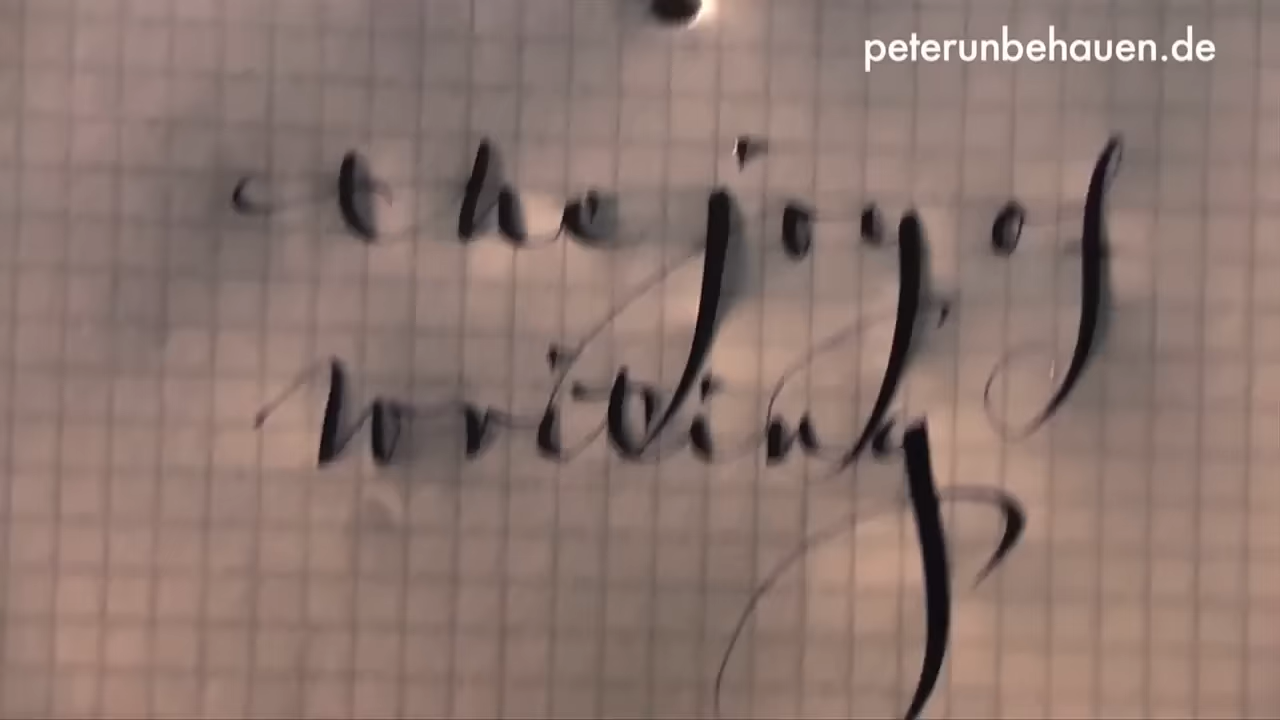 peterunbehauen.de
the joy of
writing